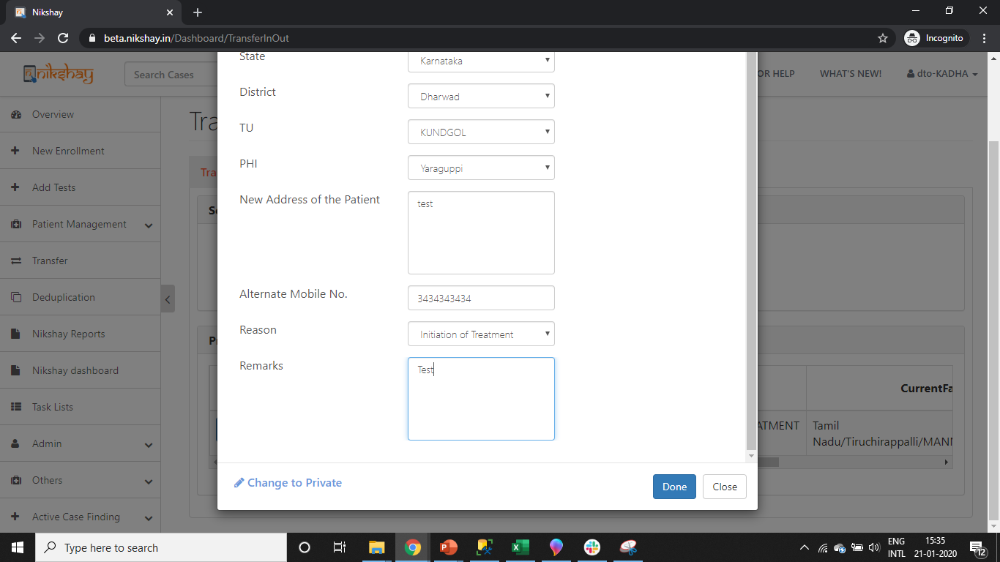 Nikshay
beta.nikshay.in/Dashboard/TransferInOut
Incognito
nikshay
Search Cases
OR HELP
WHAT'S NEW!
dto-KADHA
Overview
New Enrollment
Add Tests
Patient Management
Transfer
Deduplication
Nikshay Reports
Nikshay dashboard
Task Lists
Admin
Others
Active Case Finding
Tra
Tra
Se
Pr
State
Karnataka
District
Dharwad
TU
KUNDGOL
PHI
Yaraguppi
New Address of the Patient
test
Alternate Mobile No.
3434343434
Reason
Initiation of Treatment
Remarks
Test
Change to Private
Done
Close
CurrentFa
ATMENT
Tamil
Nadu/Tiruchirappalli/MANN
Type here to search
ENG
INTL
15:35
21-01-2020
12